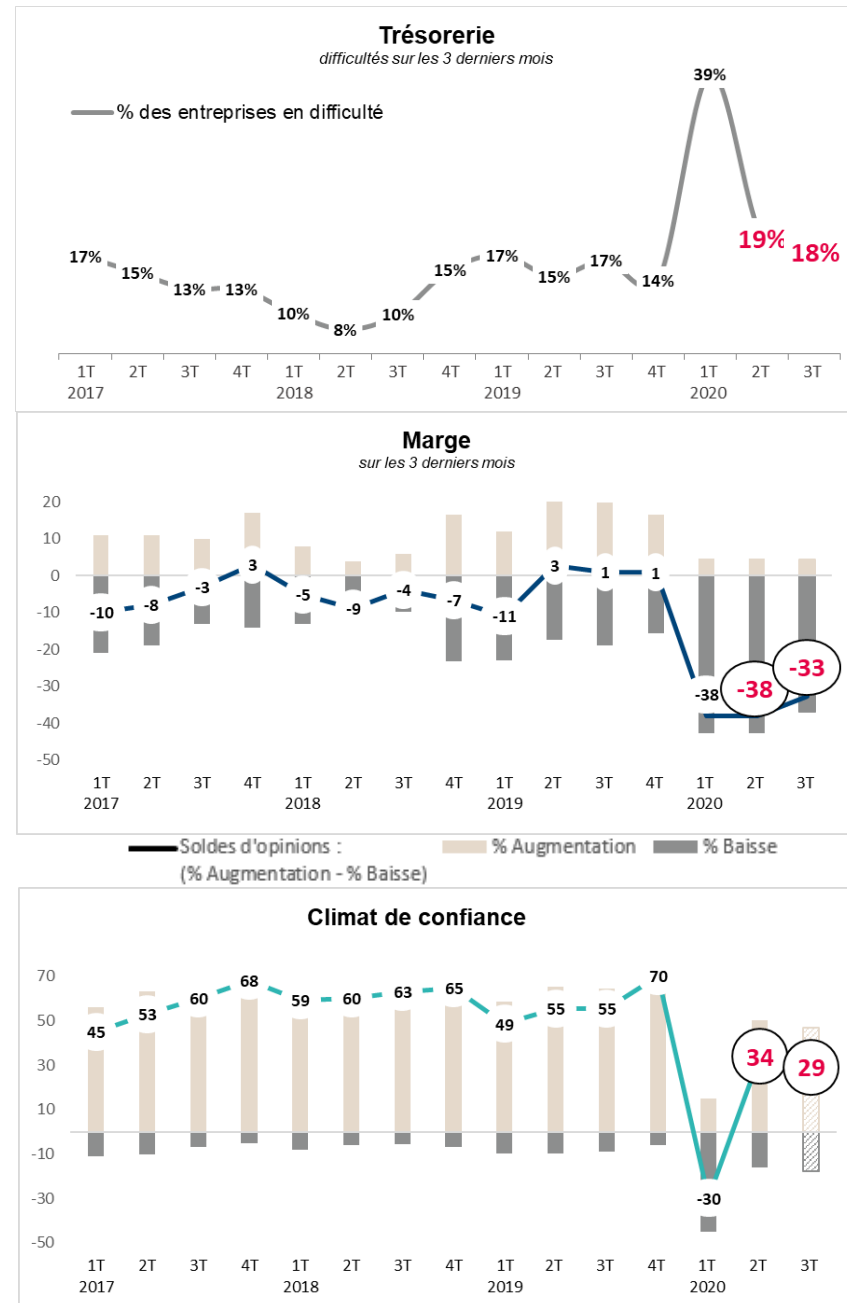 Trésorerie
difficultés sur les 3 derniers mois
39%
% des entreprises en difficulté
17% 15% 13% 13% 10% 8% 10% 15% 17% 15% 17% 14% 19% 18%
1T 2T 3T 4T 1T 2T 3T 4T 1T 2T 3T 4T 1T 2T 3T
2017 2018 2019 2020
Marge
sur les 3 derniers mois
20
10
0
-10
-20
-30
-40
-50
-10 -8 -3 3 -5 -9 -4 -7 -11 3 1 1 -38 -38 -33
1T 2T 3T 4T 1T 2T 3T 4T 1T 2T 3T 4T 1T 2T 3T
2017 2018 2019 2020
Soldes d'opinions : % Augmentation % Baisse
(% Augmentation - % Baisse)
Climat de confiance
70
50
30
10
-10
-30
-50
45 53 60 68 59 60 63 65 49 55 55 70 -30 34 29
1T 2T 3T 4T 1T 2T 3T 4T 1T 2T 3T 4T 1T 2T 3T
2017 2018 2019 2020